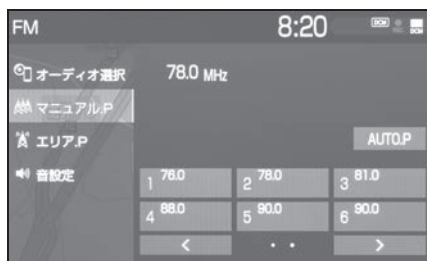 FM
8:20
DCM
DCM
オーディオ選択
78.0 MHz
マニュアル.P
エリア.P
AUTO.P
音設定
1 76.0
2 78.0
3 81.0
4 88.0
5 90.0
6 90.0
< · · >